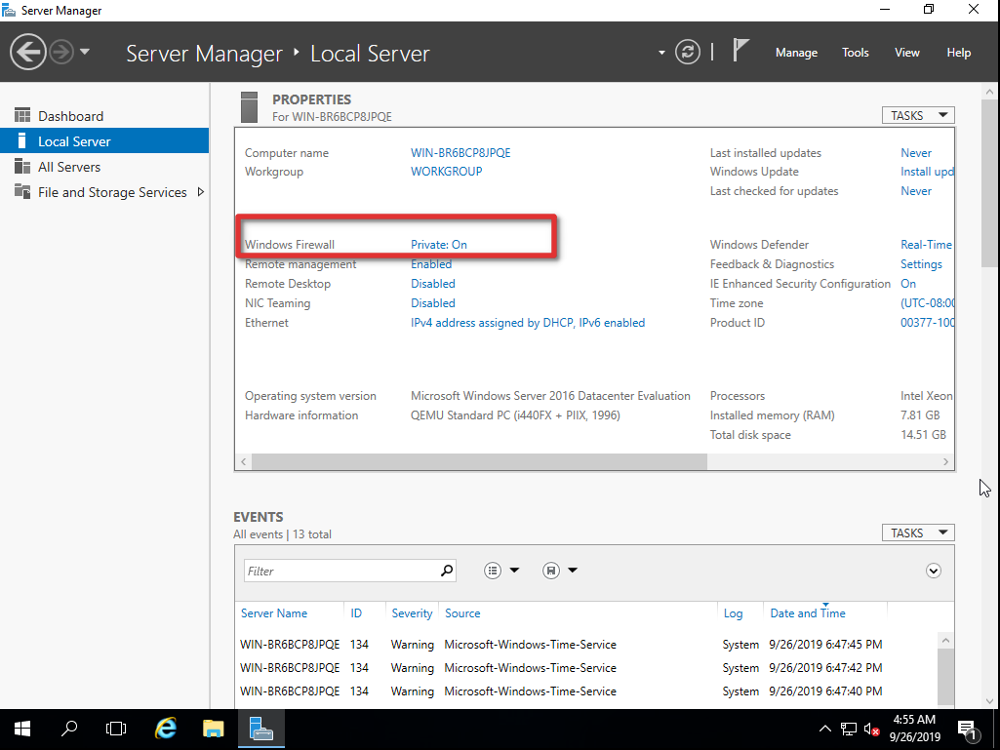 Server Manager
Server Manager • Local Server
Manage Tools View Help
Dashboard
Local Server
All Servers
File and Storage Services
PROPERTIES
For WIN-BR6BCP8JPQE
TASKS
Computer name WIN-BR6BCP8JPQE Last installed updates Never
Workgroup WORKGROUP Windows Update Install upd
Last checked for updates Never
Windows Firewall Private: On Windows Defender Real-Time
Remote management Enabled Feedback & Diagnostics Settings
Remote Desktop Disabled IE Enhanced Security Configuration On
NIC Teaming Disabled Time zone (UTC-08:00
Ethernet IPv4 address assigned by DHCP, IPv6 enabled Product ID 00377-100
Operating system version Microsoft Windows Server 2016 Datacenter Evaluation Processors Intel Xeon
Hardware information QEMU Standard PC (i440FX + PIIX, 1996) Installed memory (RAM) 7.81 GB
Total disk space 14.51 GB
EVENTS
All events | 13 total
TASKS
Filter
Server Name ID Severity Source Log Date and Time
WIN-BR6BCP8JPQE 134 Warning Microsoft-Windows-Time-Service System 9/26/2019 6:47:45 PM
WIN-BR6BCP8JPQE 134 Warning Microsoft-Windows-Time-Service System 9/26/2019 6:47:42 PM
WIN-BR6BCP8JPQE 134 Warning Microsoft-Windows-Time-Service System 9/26/2019 6:47:40 PM
4:55 AM
9/26/2019
1